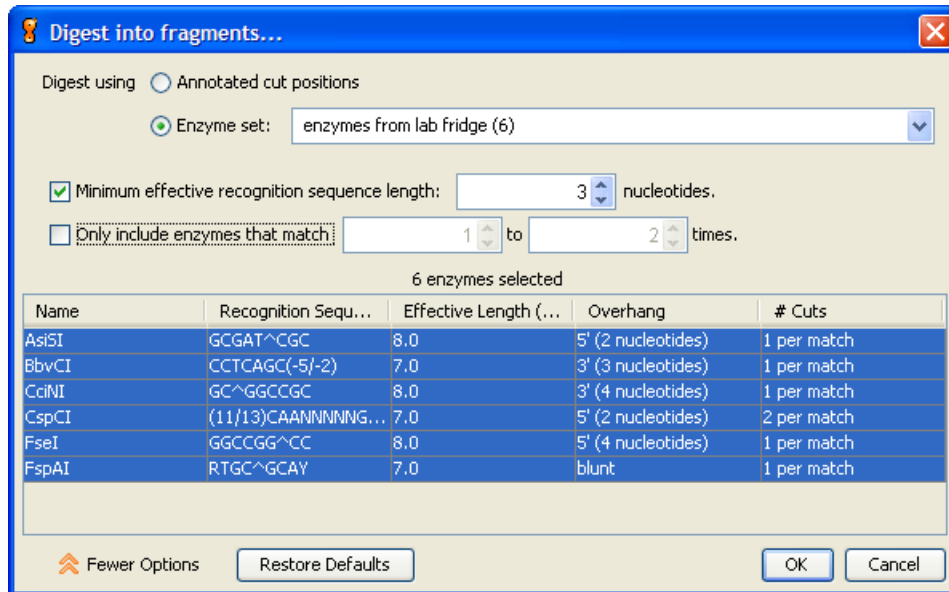 Digest into fragments...
Digest using Annotated cut positions
Enzyme set: enzymes from lab fridge (6)
Minimum effective recognition sequence length: 3 nucleotides.
Only include enzymes that match 1 to 2 times.
6 enzymes selected
Name Recognition Sequ... Effective Length (... Overhang # Cuts
AsiSI GCGAT^CGC 8.0 5' (2 nucleotides) 1 per match
BbvCI CCTCAGC(-5/-2) 7.0 3' (3 nucleotides) 1 per match
CciNI GC^GGCCGC 8.0 3' (4 nucleotides) 1 per match
CspCI (11/13)CAANNNNNG... 7.0 5' (2 nucleotides) 2 per match
FseI GGCCGG^CC 8.0 5' (4 nucleotides) 1 per match
FspAI RTGC^GCAY 7.0 blunt 1 per match
Fewer Options Restore Defaults OK Cancel